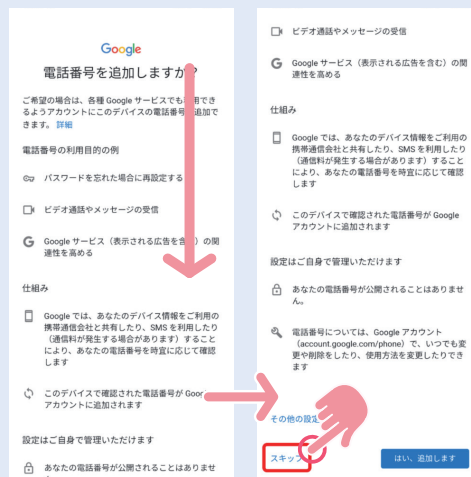 Google
電話番号を追加しますか?
ご希望の場合は、各種 Google サービスでも 用でき
るようアカウントにこのデバイスの電話番号 追加で
きます。 詳細
電話番号の利用目的の例
パスワードを忘れた場合に再設定する
ビデオ通話やメッセージの受信
Google サービス(表示される広告を含 )の関
連性を高める
仕組み
Google では、あなたのデバイス情報をご利用の
携帯通信会社と共有したり、SMS を利用したり
(通信料が発生する場合があります)すること
により、あなたの電話番号を時宜に応じて確認
します
このデバイスで確認された電話番号が Goo
アカウントに追加されます
設定はご自身で管理いただけます
あなたの電話番号が公開されることはありませ
ビデオ通話やメッセージの受信
Google サービス(表示される広告を含む)の関
連性を高める
仕組み
Google では、あなたのデバイス情報をご利用の
携帯通信会社と共有したり、SMS を利用したり
(通信料が発生する場合があります)すること
により、あなたの電話番号を時宜に応じて確認
します
このデバイスで確認された電話番号が Google
アカウントに追加されます
設定はご自身で管理いただけます
あなたの電話番号が公開されることはありませ
ん。
電話番号については、Google アカウント
(account.google.com/phone)で、いつでも変
更や削除をしたり、使用方法を変更したりでき
ます
その他の設定
スキップ
はい、追加します